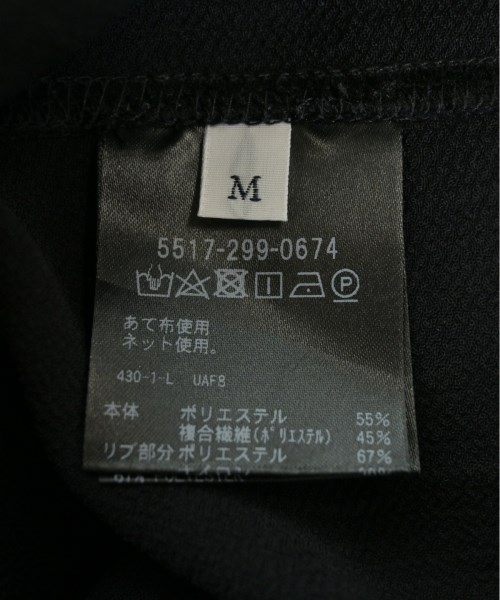 M
5517-299-0674
P
あて布使用
ネット使用。
430-1-L UAF8
本体 ポリエステル 55%
複合繊維(ポリエステル) 45%
リブ部分 ポリエステル 67%